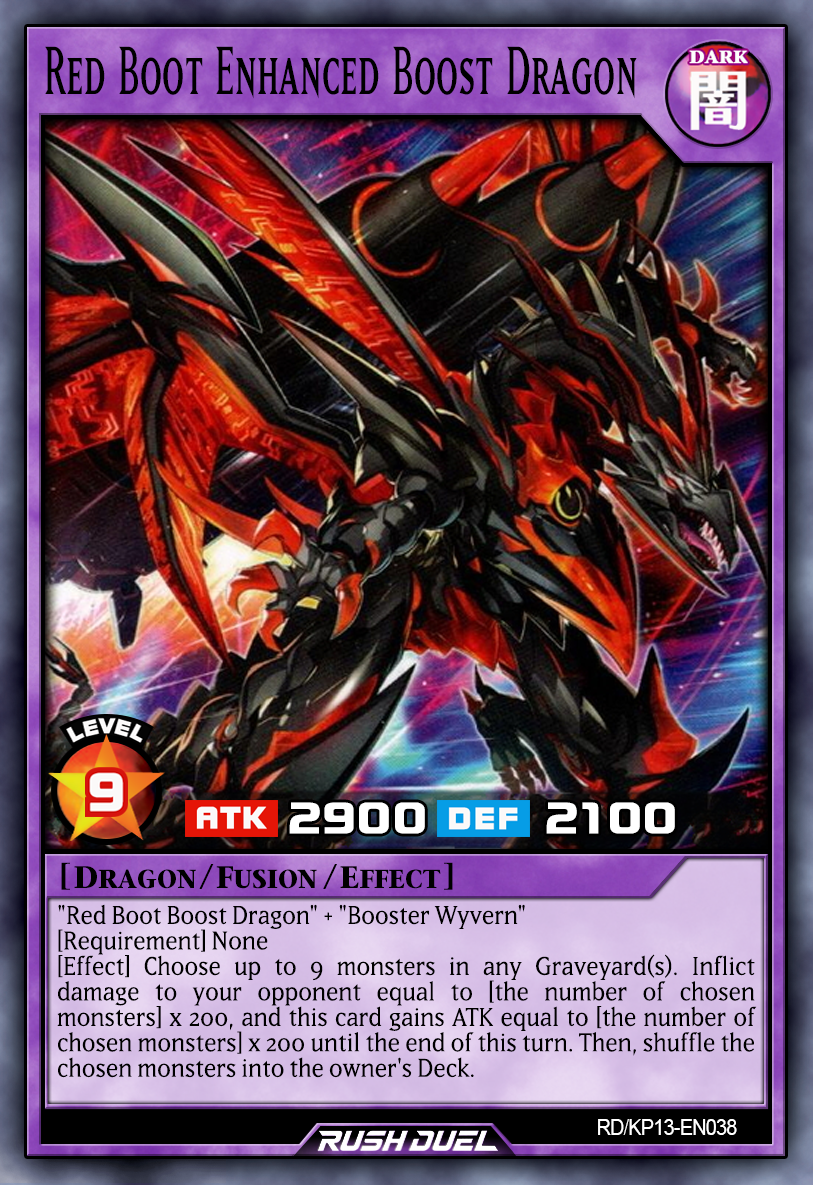 Red Boot Enhanced Boost Dragon
DARK
闇
LEVEL
9
ATK 2900 DEF 2100
[Dragon/Fusion/Effect]
"Red Boot Boost Dragon" + "Booster Wyvern"
[Requirement] None
[Effect] Choose up to 9 monsters in any Graveyard(s). Inflict
damage to your opponent equal to [the number of chosen
monsters] x 200, and this card gains ATK equal to [the number of
chosen monsters] x 200 until the end of this turn. Then, shuffle the
chosen monsters into the owner's Deck.
RD/KP13-EN038
RUSH DUEL